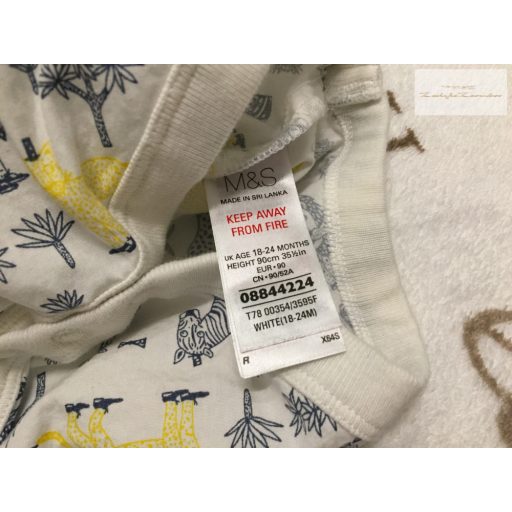 M&S
MADE IN SRI LANKA
KEEP AWAY
FROM FIRE
UK AGE 18-24 MONTHS
HEIGHT 90cm 35½in
EUR • 90
CN • 90/52A
08844224
T78 00354/3595F
WHITE(18-24M)
R X64S